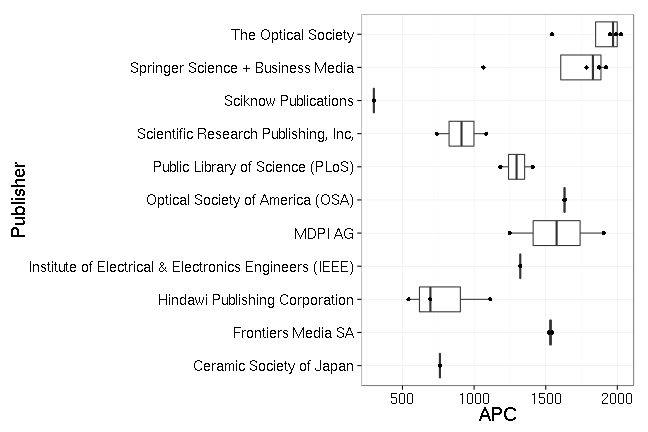 The Optical Society
Springer Science + Business Media
Sciknow Publications
Scientific Research Publishing, Inc,
Public Library of Science (PLoS)
Optical Society of America (OSA)
MDPI AG
Institute of Electrical & Electronics Engineers (IEEE)
Hindawi Publishing Corporation
Frontiers Media SA
Ceramic Society of Japan
Publisher
500 1000 1500 2000
APC